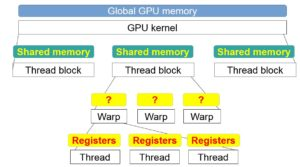 Global GPU memory
GPU kernel
Shared memory Shared memory Shared memory
Thread block Thread block Thread block
? ? ?
Warp Warp Warp
Registers Registers Registers
Thread Thread Thread